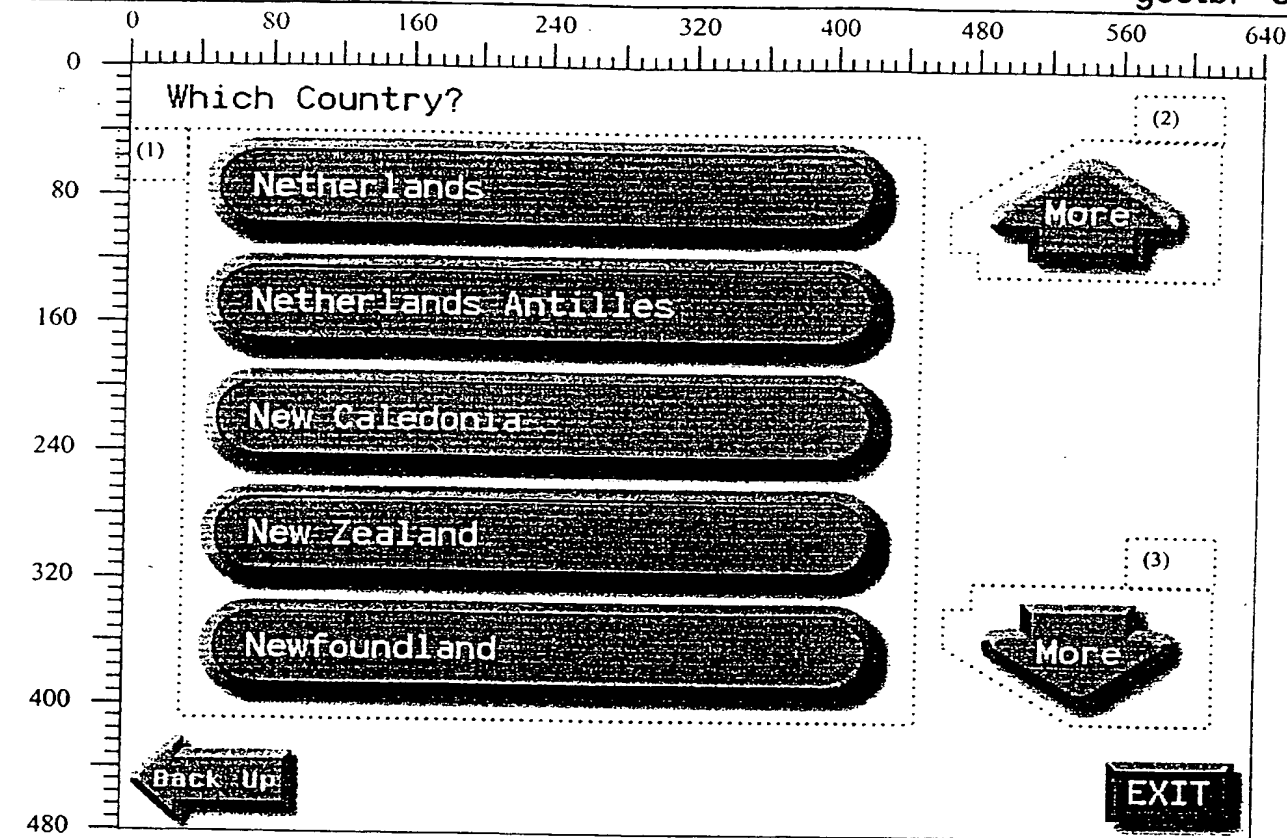 0 80 160 240 320 400 480 560 640
0
Which Country?
(1)
(2)
80
Netherlands
More
160
Netherlands Antilles
New Caledonia
240
New Zealand
320
(3)
Newfoundland
More
400
Back Up
EXIT
480